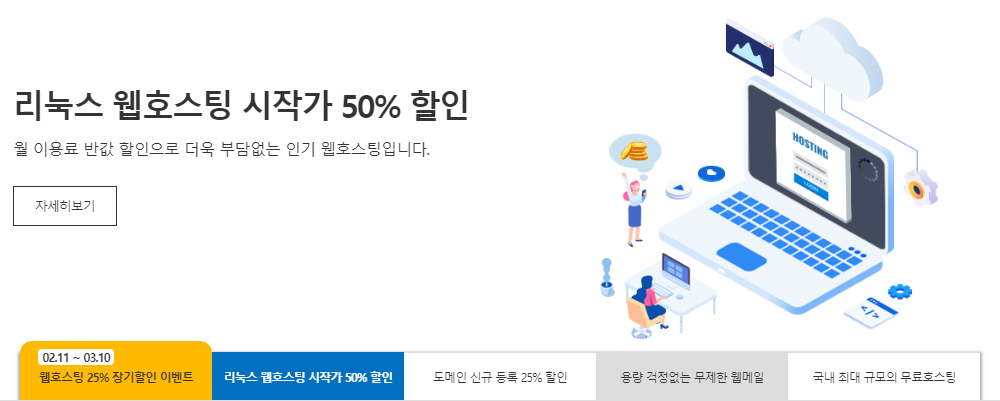 리눅스 웹호스팅 시작가 50% 할인
월 이용료 반값 할인으로 더욱 부담없는 인기 웹호스팅입니다.
자세히보기
HOSTING
LOGIN
</>
02.11 ~ 03.10
웹호스팅 25% 장기할인 이벤트
리눅스 웹호스팅 시작가 50% 할인
도메인 신규 등록 25% 할인
용량 걱정없는 무제한 웹메일
국내 최대 규모의 무료호스팅